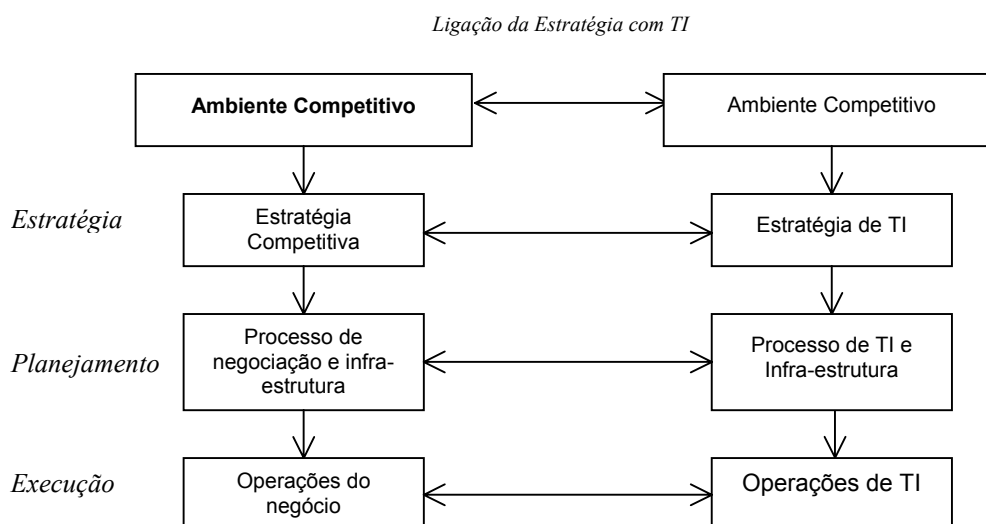 Ligação da Estratégia com TI
Ambiente Competitivo
Ambiente Competitivo
Estratégia
Estratégia
Competitiva
Estratégia de TI
Planejamento
Processo de
negociação e infra-
estrutura
Processo de TI e
Infra-estrutura
Execução
Operações do
negócio
Operações de TI